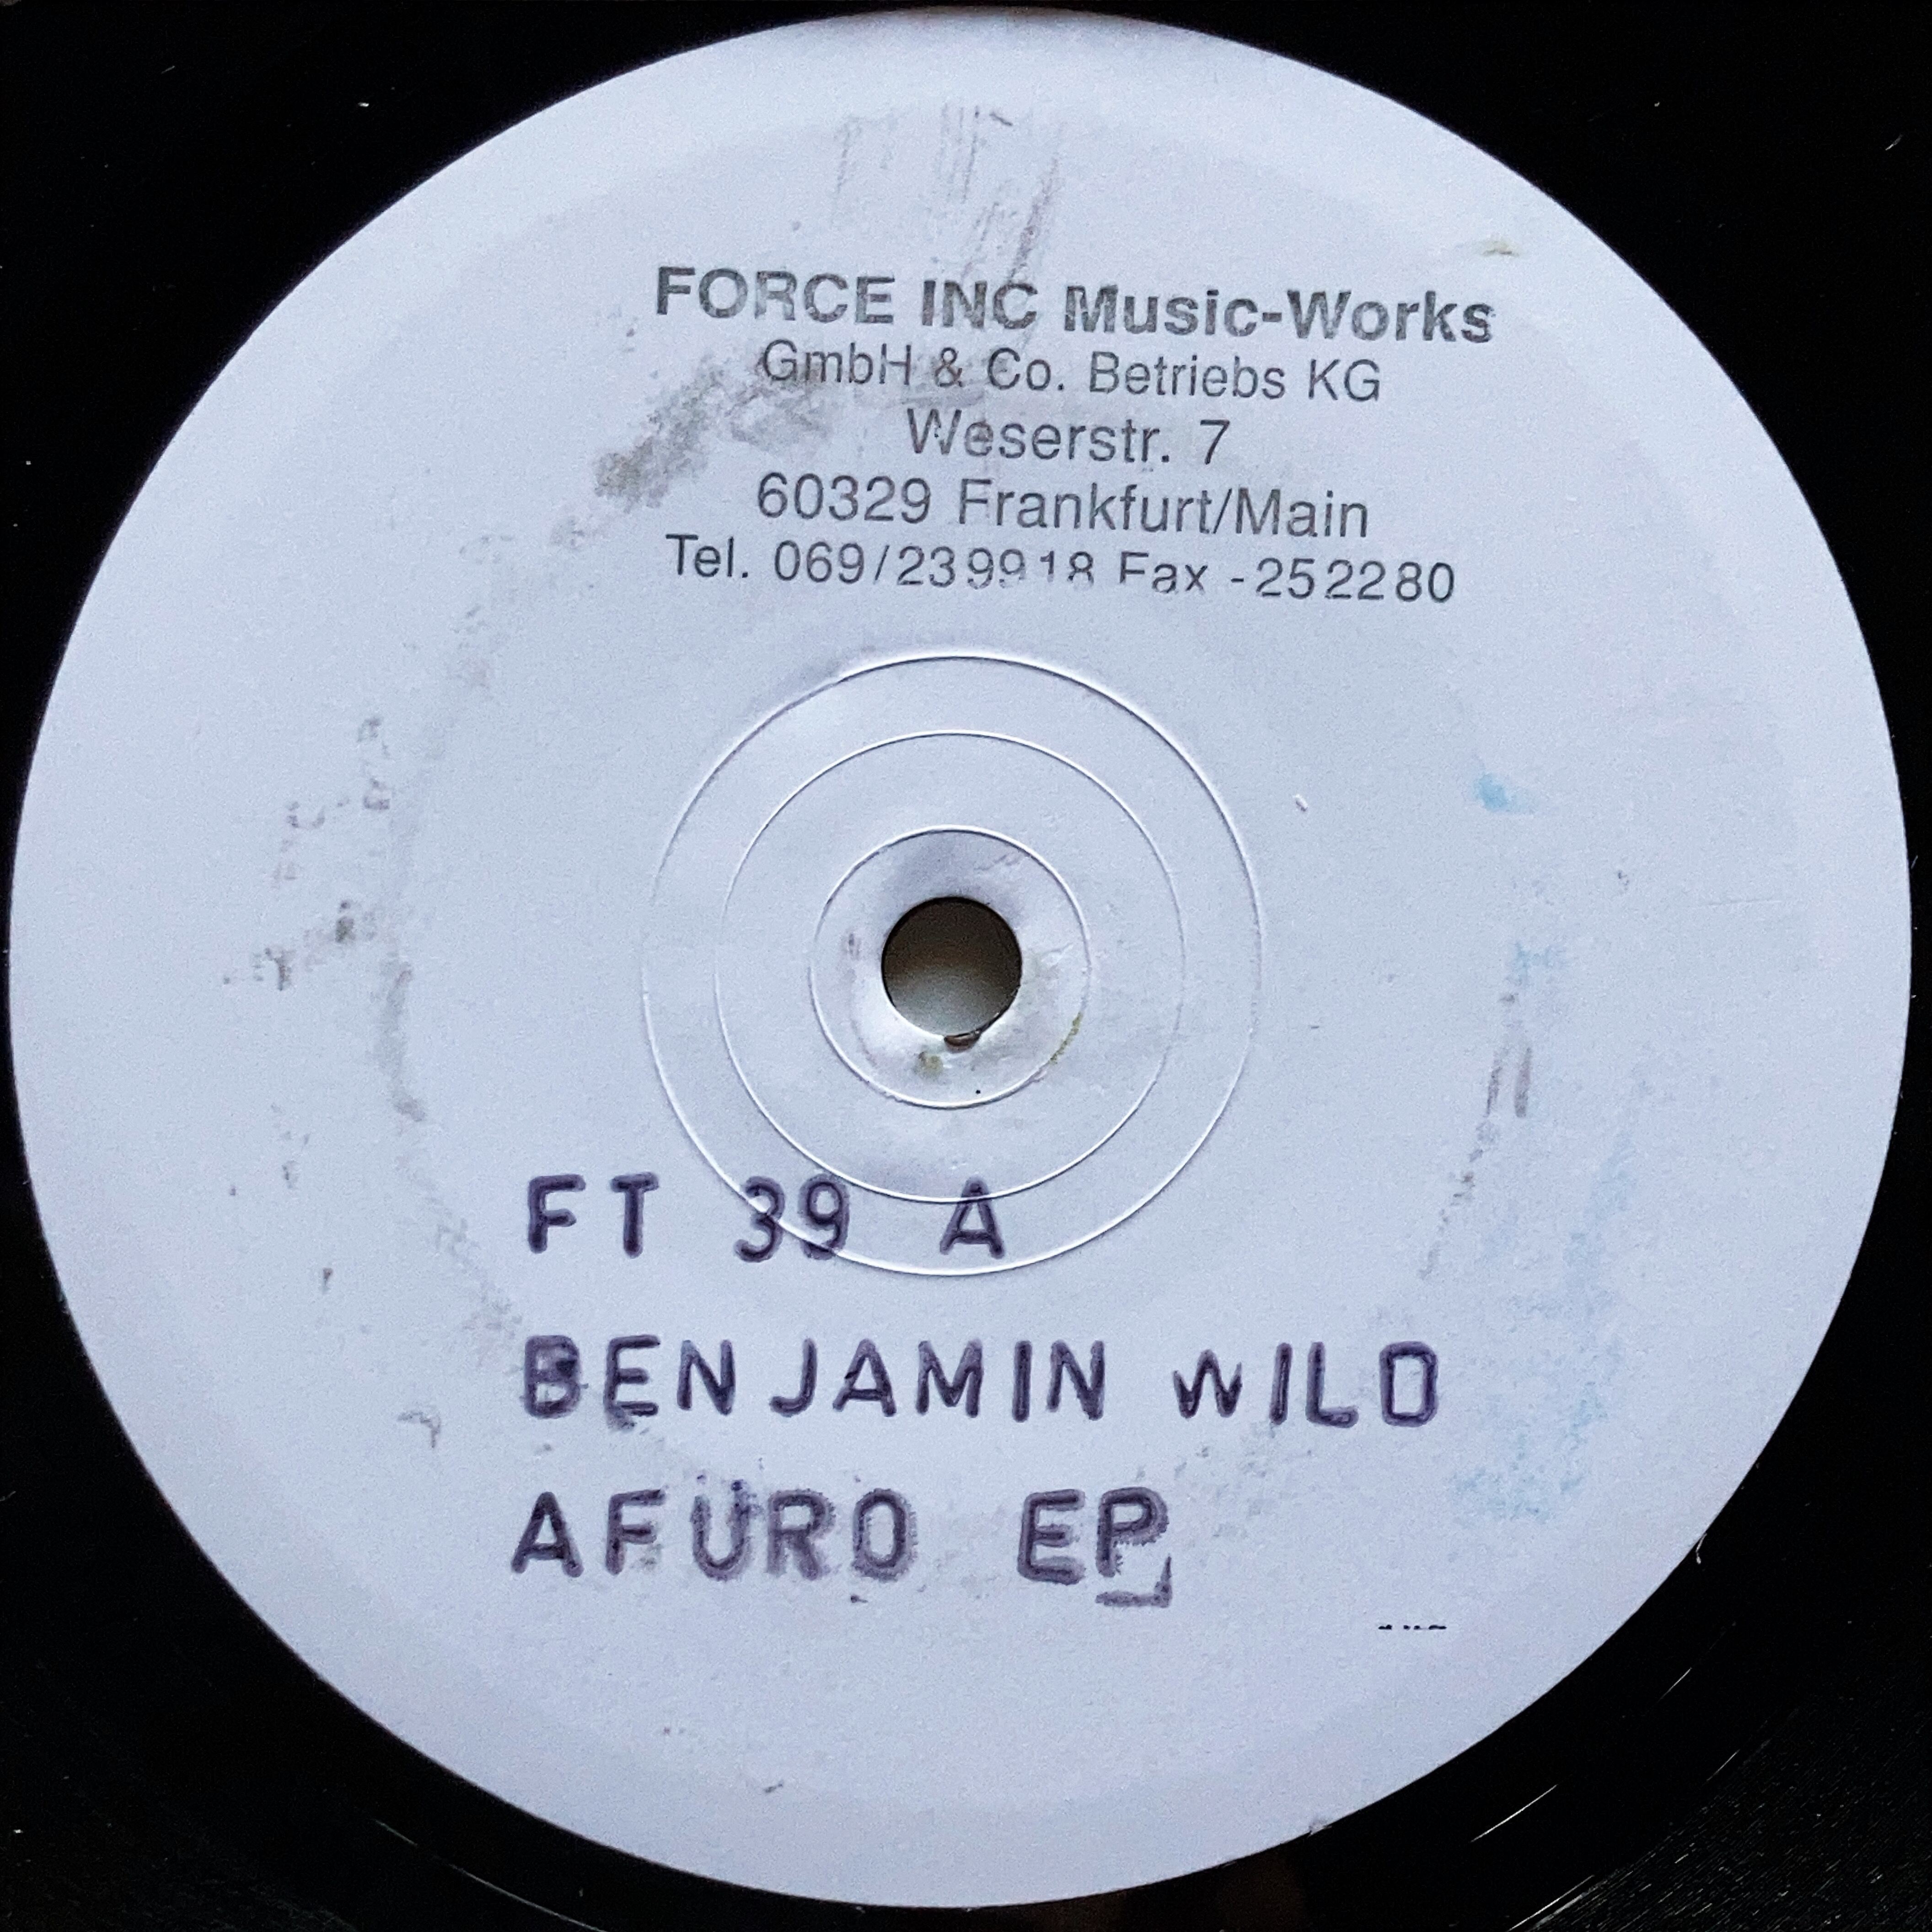 FORCE INC Music-Works
GmbH & Co. Betriebs KG
Weserstr. 7
60329 Frankfurt/Main
Tel. 069/239918 Fax -252280
FT 39 A
BENJAMIN WILD
AFURO EP